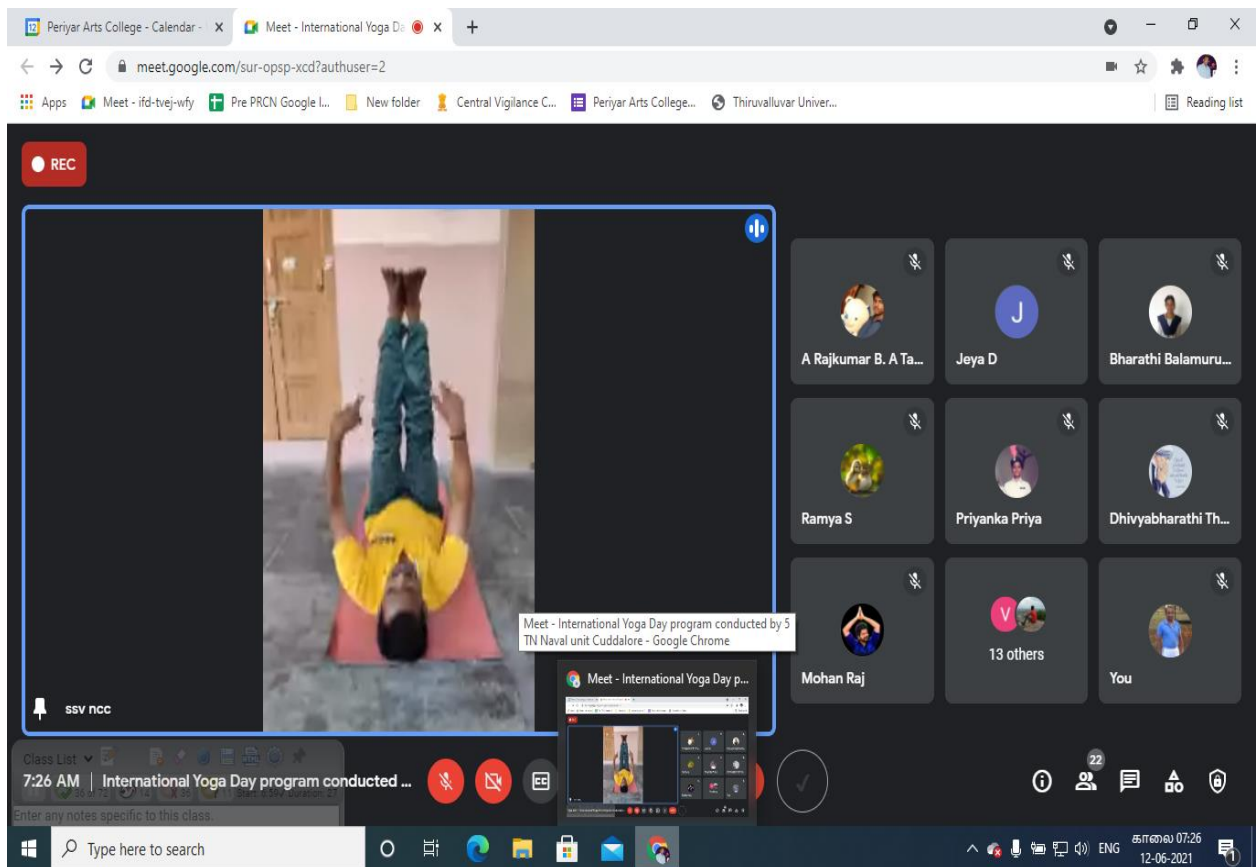 Periyar Arts College - Calendar -
Meet - International Yoga Da
meet.google.com/sur-opsp-xcd?authuser=2
Apps
Meet - ifd-tvej-wfy
Pre PRCN Google I...
New folder
Central Vigilance C...
Periyar Arts College...
Thiruvalluvar Univer...
Reading list
REC
A Rajkumar B. A Ta...
J
Jeya D
Bharathi Balamuru...
Ramya S
Priyanka Priya
Dhivyabharathi Th...
Mohan Raj
V
13 others
You
ssv ncc
Meet - International Yoga Day program conducted by 5
TN Naval unit Cuddalore - Google Chrome
Meet - International Yoga Day p...
Class List
7:26 AM | International Yoga Day program conducted ...
Enter any notes specific to this class.
22
Type here to search
ENG
காலை 07:26
12-06-2021
1